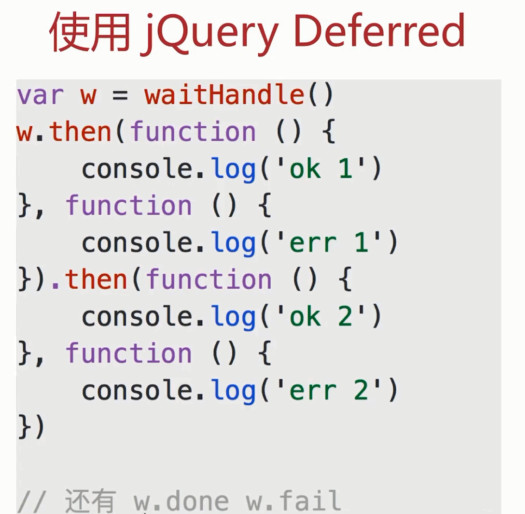 使用 jQuery Deferred
var w = waitHandle()
w.then(function () {
    console.log('ok 1')
}, function () {
    console.log('err 1')
}).then(function () {
    console.log('ok 2')
}, function () {
    console.log('err 2')
})
// 还有 w.done w.fail